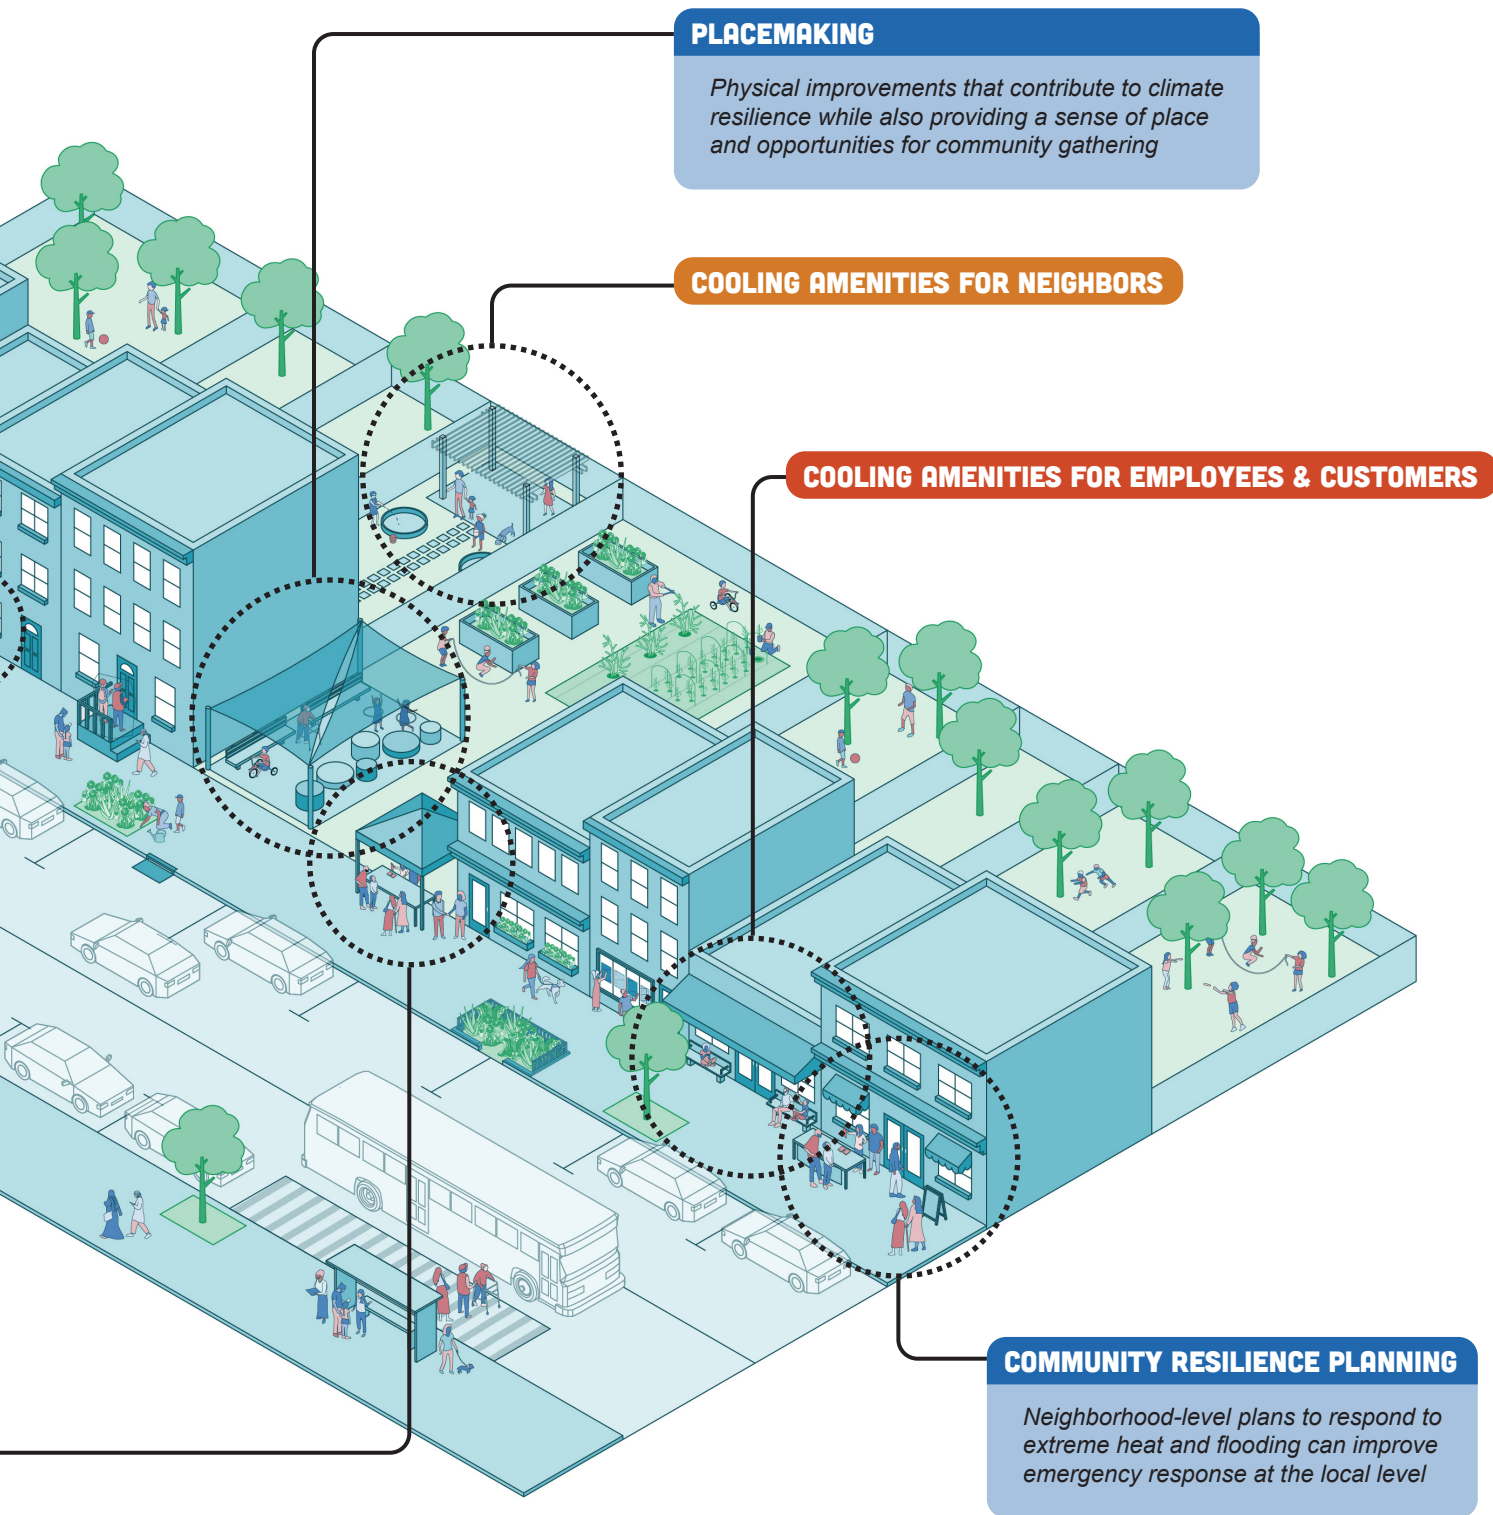 PLACEMAKING
Physical improvements that contribute to climate
resilience while also providing a sense of place
and opportunities for community gathering
COOLING AMENITIES FOR NEIGHBORS
COOLING AMENITIES FOR EMPLOYEES & CUSTOMERS
COMMUNITY RESILIENCE PLANNING
Neighborhood-level plans to respond to
extreme heat and flooding can improve
emergency response at the local level